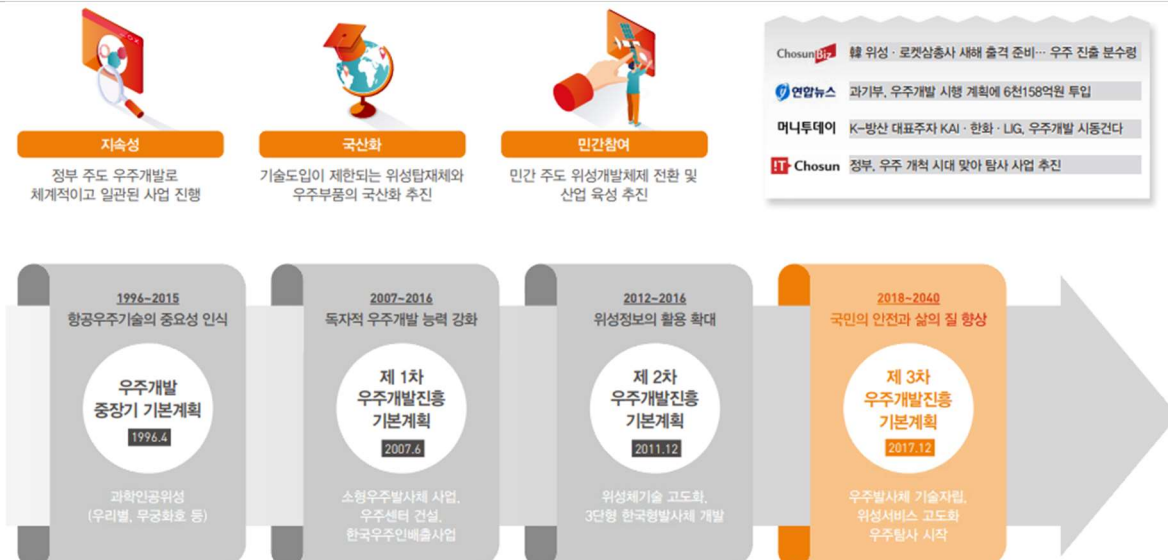 지속성
정부 주도 우주개발로
체계적이고 일관된 사업 진행
국산화
기술도입이 제한되는 위성탑재체와
우주부품의 국산화 추진
민간참여
민간 주도 위성개발체제 전환 및
산업 육성 추진
ChosunBiz 韓 위성·로켓삼총사 새해 출격 준비… 우주 진출 분수령
연합뉴스 과기부, 우주개발 시행 계획에 6천158억원 투입
머니투데이 K-방산 대표주자 KAI·한화·LIG, 우주개발 시동건다
IT Chosun 정부, 우주 개척 시대 맞아 탐사 사업 추진
1996~2015
항공우주기술의 중요성 인식
우주개발
중장기 기본계획
1996.4
과학인공위성
(우리별, 무궁화호 등)
2007~2016
독자적 우주개발 능력 강화
제 1차
우주개발진흥
기본계획
2007.6
소형우주발사체 사업,
우주센터 건설,
한국우주인배출사업
2012~2016
위성정보의 활용 확대
제 2차
우주개발진흥
기본계획
2011.12
위성체기술 고도화,
3단형 한국형발사체 개발
2018~2040
국민의 안전과 삶의 질 향상
제 3차
우주개발진흥
기본계획
2017.12
우주발사체 기술자립,
위성서비스 고도화
우주탐사 시작